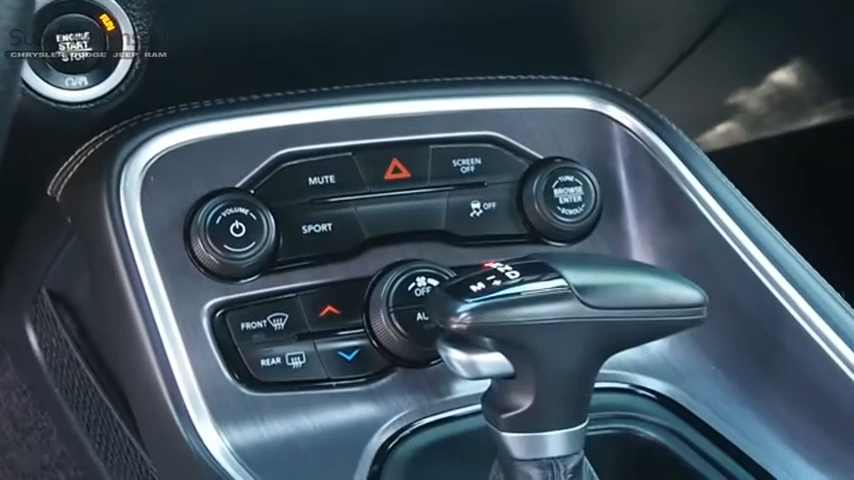 ENGINE
START
STOP
RUN
CHRYSLER DODGE JEEP RAM
MUTE
SCREEN
OFF
VOLUME
TUNE
BROWSE
ENTER
SCROLL
SPORT
OFF
OFF
FRONT
REAR
M
+
-